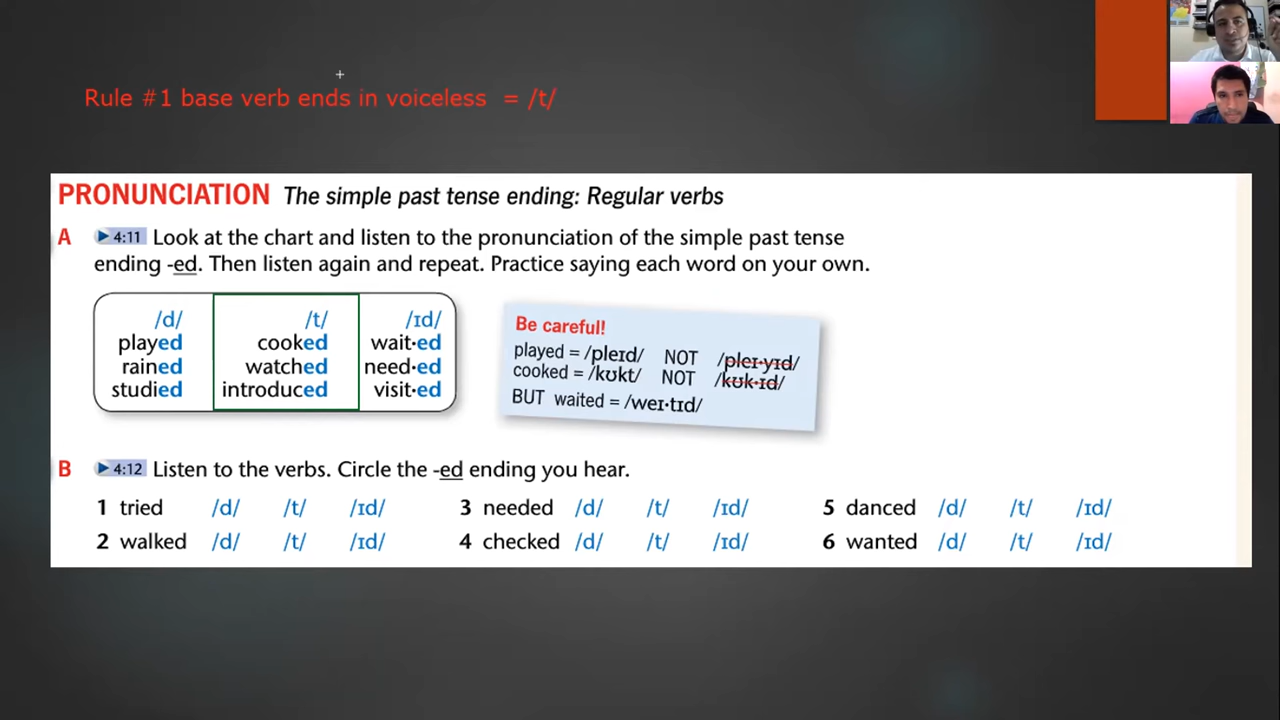 Rule #1 base verb ends in voiceless = /t/
PRONUNCIATION The simple past tense ending: Regular verbs
A 4:11 Look at the chart and listen to the pronunciation of the simple past tense
ending -ed. Then listen again and repeat. Practice saying each word on your own.
/d/ /t/ /ɪd/
played cooked wait·ed
rained watched need·ed
studied introduced visit·ed
Be careful!
played = /pleɪd/ NOT /pleɪ·yɪd/
cooked = /kʊkt/ NOT /kʊk·ɪd/
BUT waited = /weɪ·tɪd/
B 4:12 Listen to the verbs. Circle the -ed ending you hear.
1 tried /d/ /t/ /ɪd/ 3 needed /d/ /t/ /ɪd/ 5 danced /d/ /t/ /ɪd/
2 walked /d/ /t/ /ɪd/ 4 checked /d/ /t/ /ɪd/ 6 wanted /d/ /t/ /ɪd/